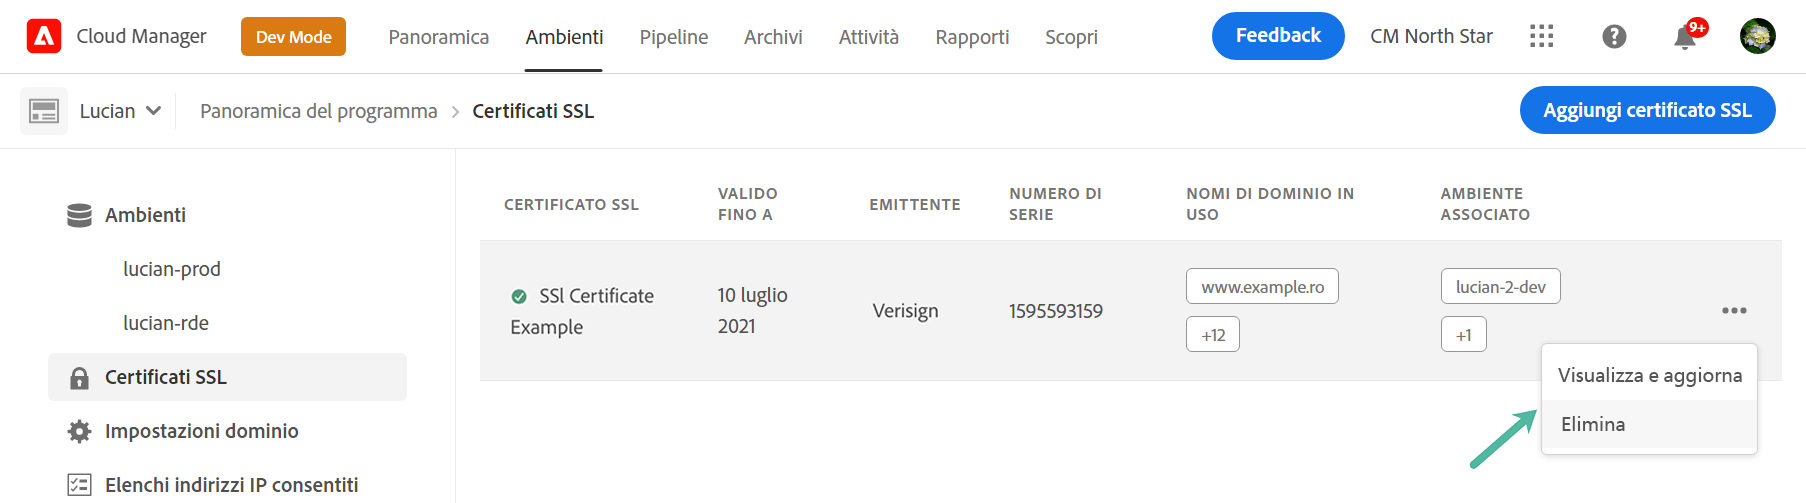 Cloud Manager Dev Mode Panoramica Ambienti Pipeline Archivi Attività Rapporti Scopri Feedback CM North Star 9+
Lucian Panoramica del programma Certificati SSL Aggiungi certificato SSL
Ambienti
lucian-prod
lucian-rde
Certificati SSL
Impostazioni dominio
Elenchi indirizzi IP consentiti
CERTIFICATO SSL
VALIDO
FINO A
EMITTENTE
NUMERO DI
SERIE
NOMI DI DOMINIO IN
USO
AMBIENTE
ASSOCIATO
SSl Certificate
Example
10 luglio
2021
Verisign
1595593159
www.example.ro
+12
lucian-2-dev
+1
Visualizza e aggiorna
Elimina